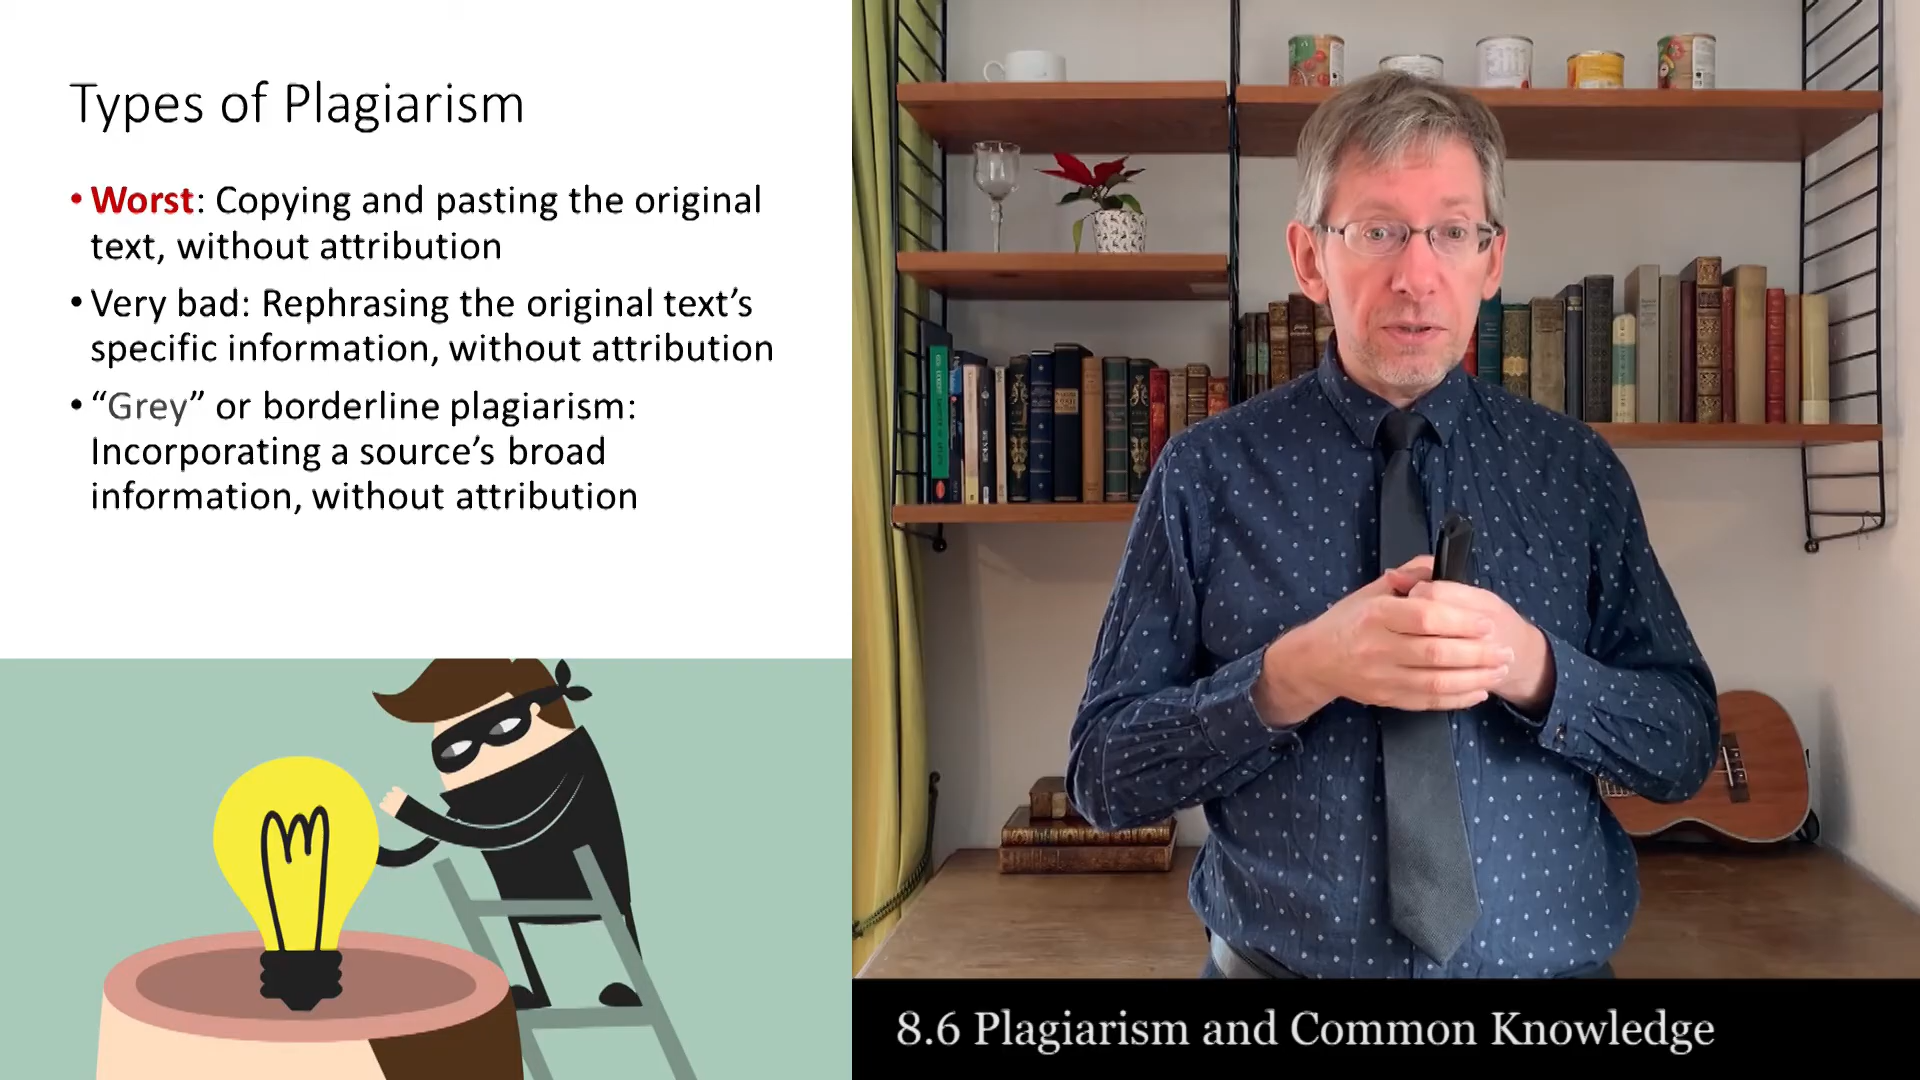 Types of Plagiarism
• Worst: Copying and pasting the original
text, without attribution
• Very bad: Rephrasing the original text’s
specific information, without attribution
• “Grey” or borderline plagiarism:
Incorporating a source’s broad
information, without attribution
8.6 Plagiarism and Common Knowledge